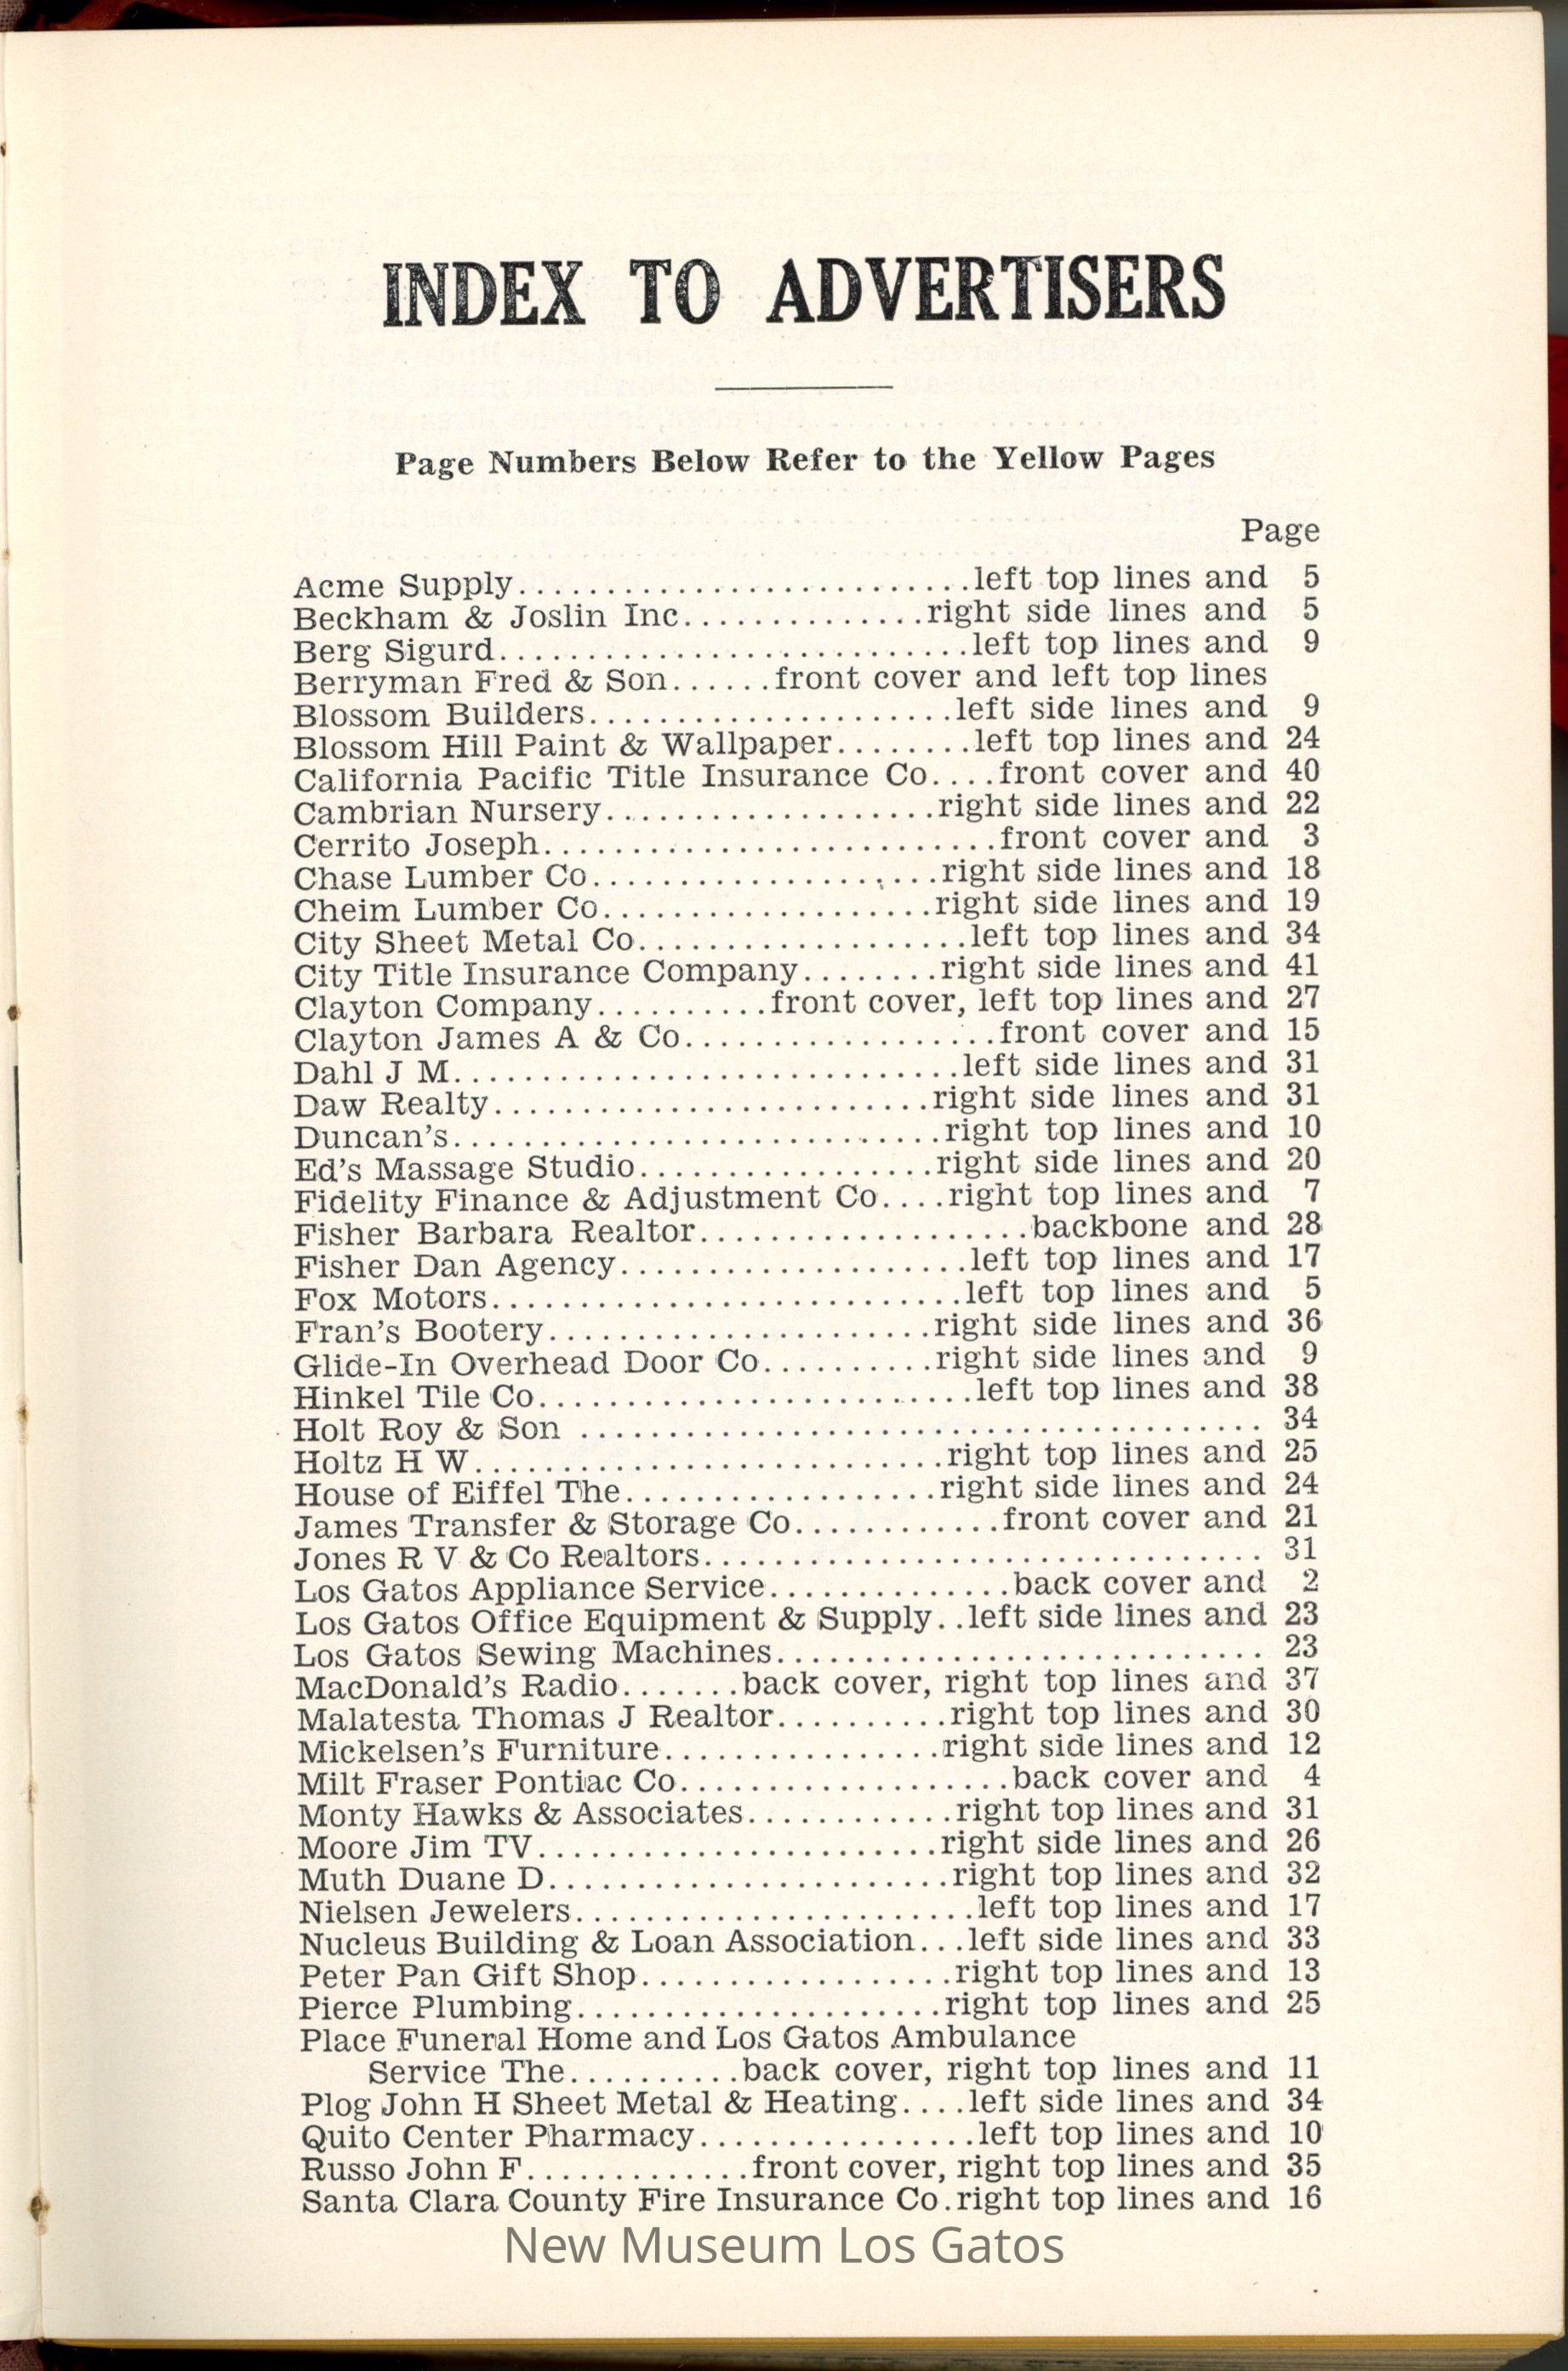 INDEX TO ADVERTISERS
Page Numbers Below Refer to the Yellow Pages
Page
Acme Supply..........................left top lines and 5
Beckham & Joslin Inc..............right side lines and 5
Berg Sigurd...........................left top lines and 9
Berryman Fred & Son......front cover and left top lines
Blossom Builders.....................left side lines and 9
Blossom Hill Paint & Wallpaper........left top lines and 24
California Pacific Title Insurance Co....front cover and 40
Cambrian Nursery...................right side lines and 22
Cerrito Joseph..........................front cover and 3
Chase Lumber Co....................right side lines and 18
Cheim Lumber Co...................right side lines and 19
City Sheet Metal Co...................left top lines and 34
City Title Insurance Company........right side lines and 41
Clayton Company..........front cover, left top lines and 27
Clayton James A & Co..................front cover and 15
Dahl J M.............................left side lines and 31
Daw Realty.........................right side lines and 31
Duncan's............................right top lines and 10
Ed's Massage Studio.................right side lines and 20
Fidelity Finance & Adjustment Co....right top lines and 7
Fisher Barbara Realtor...................backbone and 28
Fisher Dan Agency....................left top lines and 17
Fox Motors...........................left top lines and 5
Fran's Bootery......................right side lines and 36
Glide-In Overhead Door Co..........right side lines and 9
Hinkel Tile Co.........................left top lines and 38
Holt Roy & Son ....................................... 34
Holtz H W...........................right top lines and 25
House of Eiffel The..................right side lines and 24
James Transfer & Storage Co............front cover and 21
Jones R V & Co Realtors................................ 31
Los Gatos Appliance Service..............back cover and 2
Los Gatos Office Equipment & Supply..left side lines and 23
Los Gatos Sewing Machines............................ 23
MacDonald's Radio.......back cover, right top lines and 37
Malatesta Thomas J Realtor..........right top lines and 30
Mickelsen's Furniture................right side lines and 12
Milt Fraser Pontiac Co...................back cover and 4
Monty Hawks & Associates............right top lines and 31
Moore Jim TV.......................right side lines and 26
Muth Duane D.......................right top lines and 32
Nielsen Jewelers.......................left top lines and 17
Nucleus Building & Loan Association...left side lines and 33
Peter Pan Gift Shop..................right top lines and 13
Pierce Plumbing.....................right top lines and 25
Place Funeral Home and Los Gatos Ambulance
Service The..........back cover, right top lines and 11
Plog John H Sheet Metal & Heating....left side lines and 34
Quito Center Pharmacy................left top lines and 10
Russo John F.............front cover, right top lines and 35
Santa Clara County Fire Insurance Co.right top lines and 16
New Museum Los Gatos